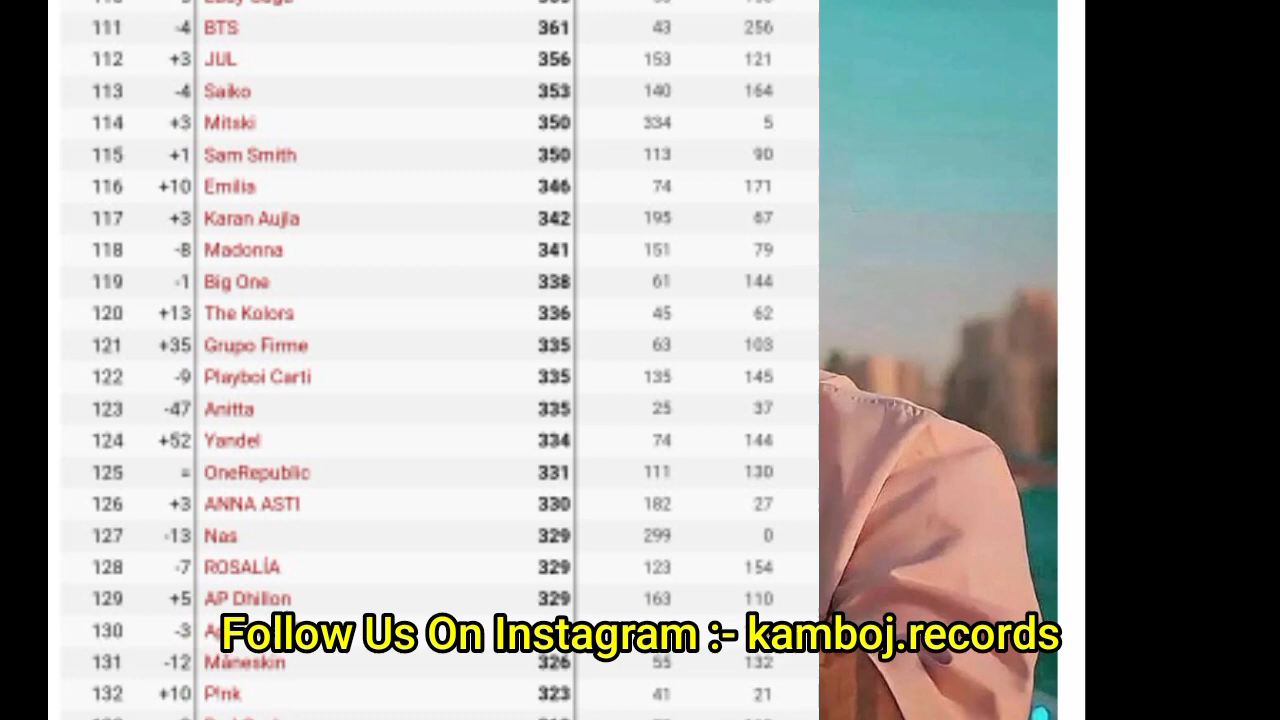 111 -4 BTS 361 43 256
112 +3 JUL 356 153 121
113 -4 Saiko 353 140 164
114 +3 Mitski 350 334 5
115 +1 Sam Smith 350 113 90
116 +10 Emilia 346 74 171
117 +3 Karan Aujla 342 195 67
118 -8 Madonna 341 151 79
119 -1 Big One 338 61 144
120 +13 The Kolors 336 45 62
121 +35 Grupo Firme 335 63 103
122 -9 Playboi Carti 335 135 145
123 -47 Anitta 335 25 37
124 +52 Yandel 334 74 144
125 = OneRepublic 331 111 130
126 +3 ANNA ASTI 330 182 27
127 -13 Nas 329 299 0
128 -7 ROSALÍA 329 123 154
129 +5 AP Dhillon 329 163 110
130 -3
Follow Us On Instagram :- kamboj.records
131 -12 Måneskin 326 55 132
132 +10 P!nk 323 41 21